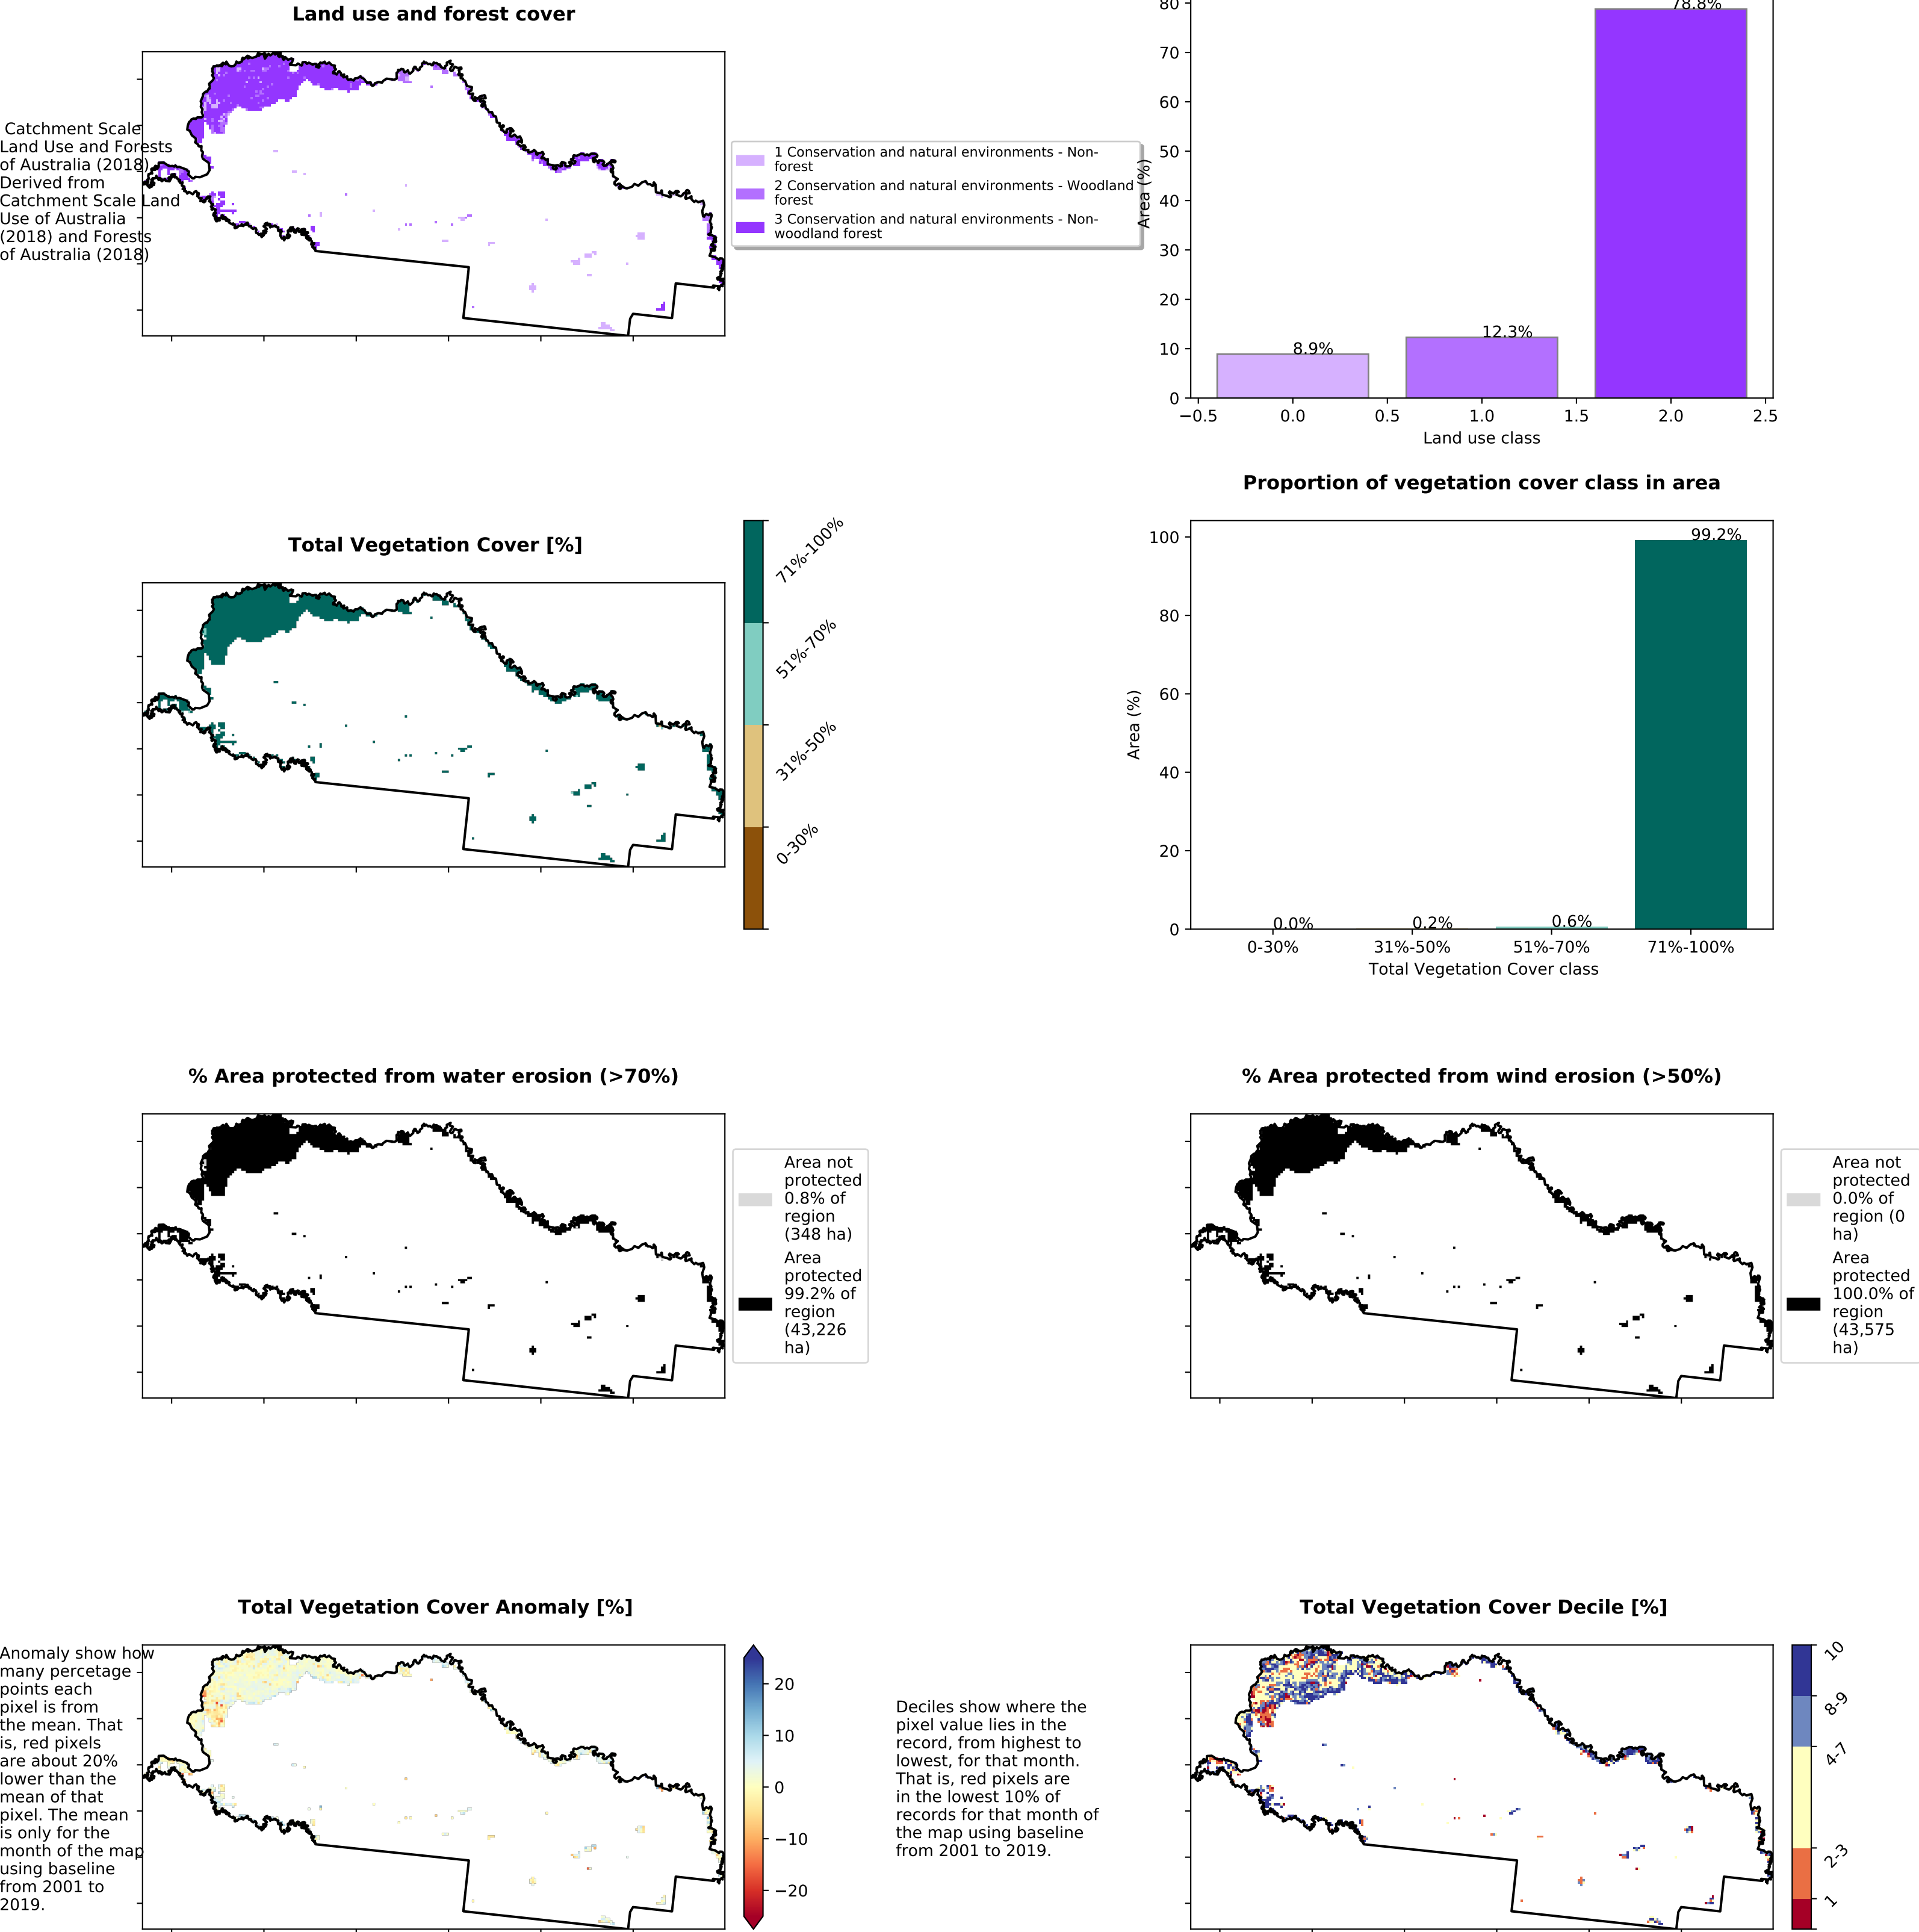 Land use and forest cover
Catchment Scale
Land Use and Forests
of Australia (2018)
Derived from
Catchment Scale Land
Use of Australia
(2018) and Forests
of Australia (2018)
1 Conservation and natural environments - Non-
forest
2 Conservation and natural environments - Woodland
forest
3 Conservation and natural environments - Non-
woodland forest
Area (%)
80
70
60
50
40
30
20
10
0
8.9%
12.3%
78.8%
−0.5
0.0
0.5
1.0
1.5
2.0
2.5
Land use class
Total Vegetation Cover [%]
71%-100%
51%-70%
31%-50%
0-30%
Proportion of vegetation cover class in area
Area (%)
100
80
60
40
20
0
0.0%
0.2%
0.6%
99.2%
0-30%
31%-50%
51%-70%
71%-100%
Total Vegetation Cover class
% Area protected from water erosion (>70%)
Area not
protected
0.8% of
region
(348 ha)
Area
protected
99.2% of
region
(43,226
ha)
% Area protected from wind erosion (>50%)
Area not
protected
0.0% of
region (0
ha)
Area
protected
100.0% of
region
(43,575
ha)
Total Vegetation Cover Anomaly [%]
Anomaly show how
many percetage
points each
pixel is from
the mean. That
is, red pixels
are about 20%
lower than the
mean of that
pixel. The mean
is only for the
month of the map
using baseline
from 2001 to
2019.
20
10
0
−10
−20
Total Vegetation Cover Decile [%]
Deciles show where the
pixel value lies in the
record, from highest to
lowest, for that month.
That is, red pixels are
in the lowest 10% of
records for that month of
the map using baseline
from 2001 to 2019.
10
8-9
4-7
2-3
1